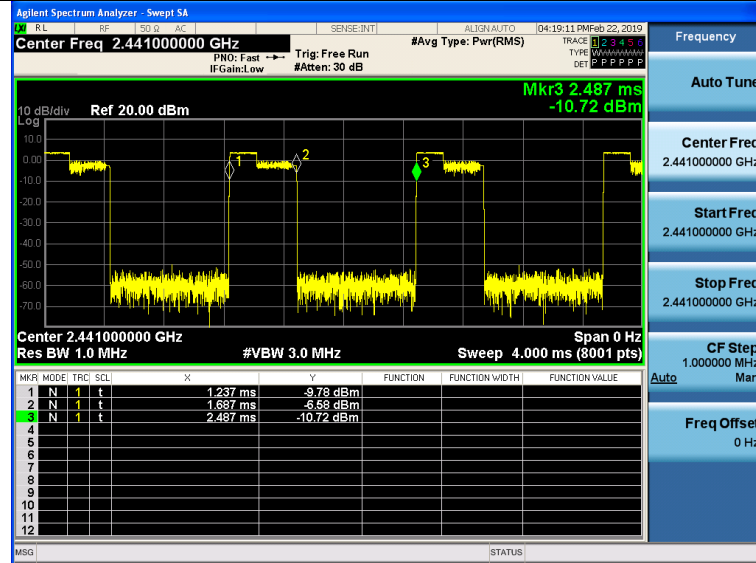 Agilent Spectrum Analyzer - Swept SA
LXI RL RF 50 Ω AC SENSE:INT ALIGN AUTO 04:19:11 PM Feb 22, 2019
Center Freq 2.441000000 GHz
PNO: Fast
IFGain:Low
Trig: Free Run
#Atten: 30 dB
#Avg Type: Pwr(RMS)
TRACE 1 2 3 4 5 6
TYPE WWWWWW
DET P P P P P P
Mkr3 2.487 ms
-10.72 dBm
10 dB/div Ref 20.00 dBm
Log
10.0
0.00
-10.0
-20.0
-30.0
-40.0
-50.0
-60.0
-70.0
1
2
3
Center 2.441000000 GHz Span 0 Hz
Res BW 1.0 MHz #VBW 3.0 MHz Sweep 4.000 ms (8001 pts)
MKR MODE TRC SCL X Y FUNCTION FUNCTION WIDTH FUNCTION VALUE
1 N 1 t 1.237 ms -9.78 dBm
2 N 1 t 1.687 ms -6.58 dBm
3 N 1 t 2.487 ms -10.72 dBm
4
5
6
7
8
9
10
11
12
MSG STATUS
Frequency
Auto Tune
Center Freq
2.441000000 GHz
Start Freq
2.441000000 GHz
Stop Freq
2.441000000 GHz
CF Step
1.000000 MHz
Auto Man
Freq Offset
0 Hz